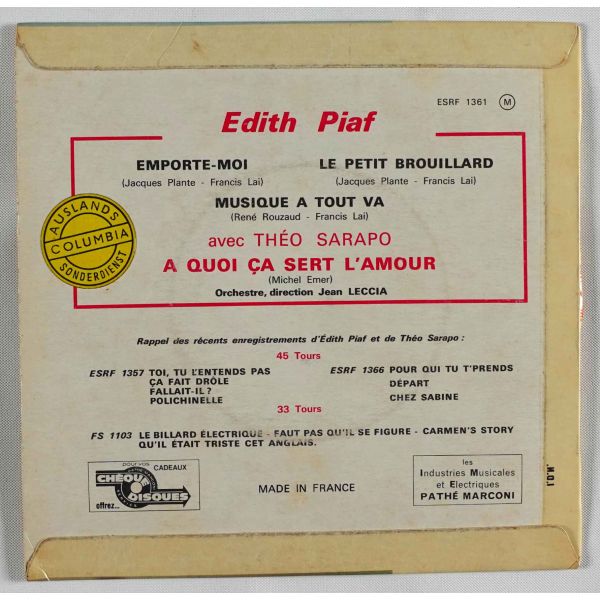 ESRF 1361 M
Edith Piaf
EMPORTE-MOI
(Jacques Plante - Francis Lai)
LE PETIT BROUILLARD
(Jacques Plante - Francis Lai)
MUSIQUE A TOUT VA
(René Rouzaud - Francis Lai)
avec THÉO SARAPO
A QUOI ÇA SERT L'AMOUR
(Michel Emer)
Orchestre, direction Jean LECCIA
AUSLANDS
COLUMBIA
SONDERDIENST
Rappel des récents enregistrements d'Édith Piaf et de Théo Sarapo :
45 Tours
ESRF 1357 TOI, TU L'ENTENDS PAS
ÇA FAIT DRÔLE
FALLAIT-IL ?
POLICHINELLE
ESRF 1366 POUR QUI TU T'PRENDS
DÉPART
CHEZ SABINE
33 Tours
FS 1103 LE BILLARD ÉLECTRIQUE - FAUT PAS QU'IL SE FIGURE - CARMEN'S STORY
QU'IL ÉTAIT TRISTE CET ANGLAIS.
pour vos CADEAUX
CHÈQUE
DISQUES
offrez...
MADE IN FRANCE
les
Industries Musicales
et Electriques
PATHÉ MARCONI